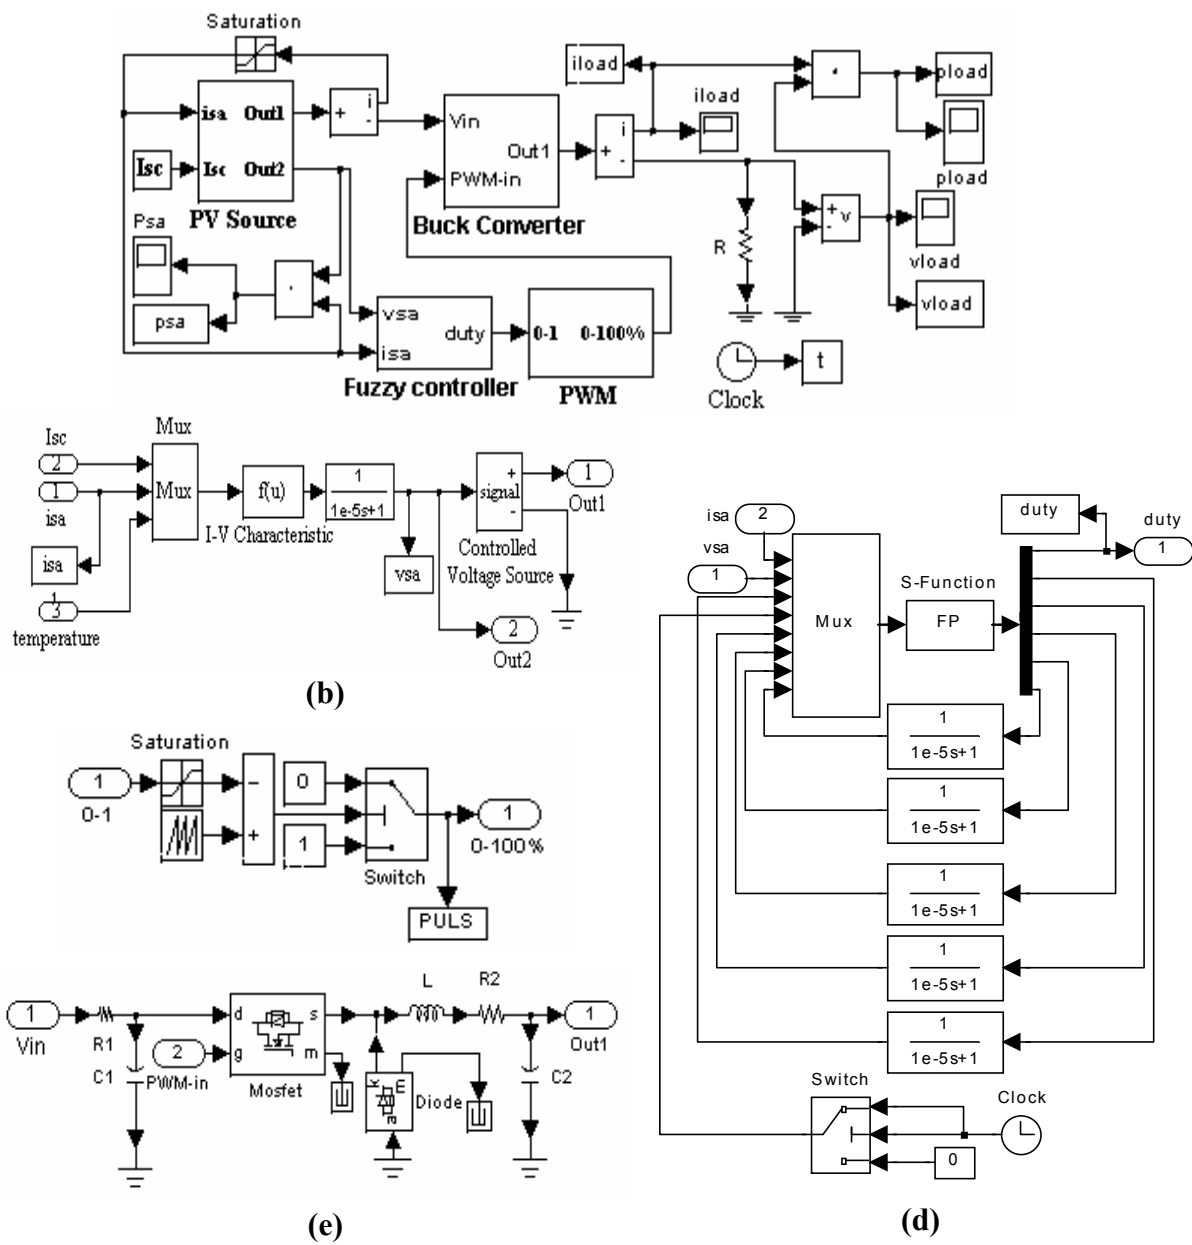 Saturation
isa Out1
Isc
Isc Out2
PV Source
+ i -
Vin
Out1
PWM-in
Buck Converter
+ i -
iload
iload
pload
pload
R
+ - v
vload
vload
Psa
psa
vsa
duty
isa
Fuzzy controller
0-1 0-100%
PWM
Clock
t
Isc
2
1
isa
isa
3
temperature
Mux
Mux
f(u)
I-V Characteristic
1
1e-5s+1
vsa
+
signal
-
Controlled
Voltage Source
1
Out1
2
Out2
(b)
Saturation
1
0-1
-
+
0
1
Switch
1
0-100%
PULS
1
Vin
R1
C1
2
PWM-in
d s
g m
Mosfet
k m
a
Diode
L
R2
C2
1
Out1
(e)
isa
2
vsa
1
Mux
S-Function
FP
duty
duty
1
1
1e-5s+1
1
1e-5s+1
1
1e-5s+1
1
1e-5s+1
1
1e-5s+1
Switch
Clock
0
(d)